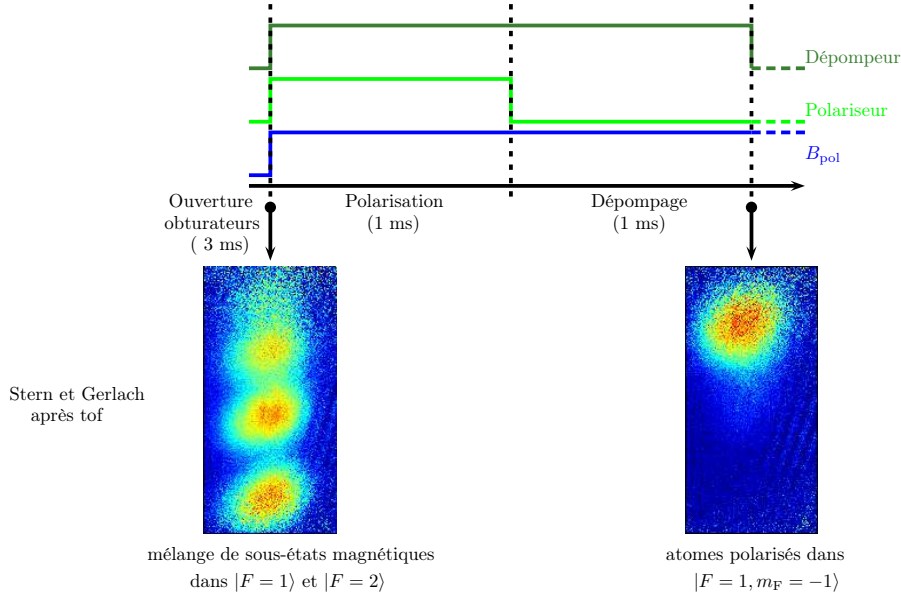 Dépompeur
Polariseur
B_pol
Ouverture
obturateurs
( 3 ms)
Polarisation
(1 ms)
Dépompage
(1 ms)
Stern et Gerlach
après tof
mélange de sous-états magnétiques
dans |F = 1⟩ et |F = 2⟩
atomes polarisés dans
|F = 1, m_F = −1⟩